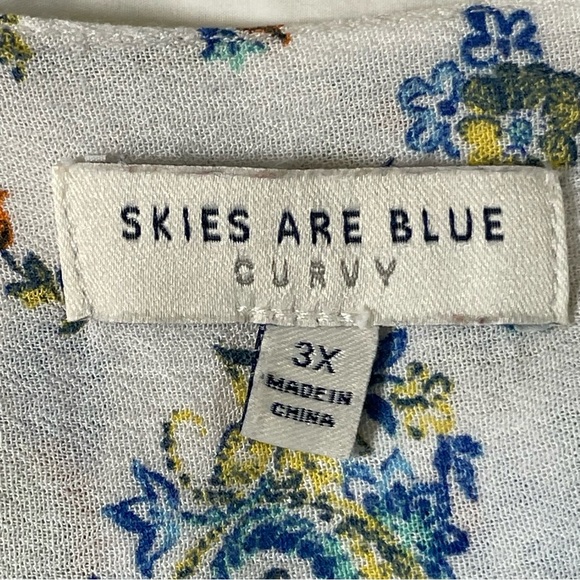 SKIES ARE BLUE
CURVY
3X
MADE IN
CHINA